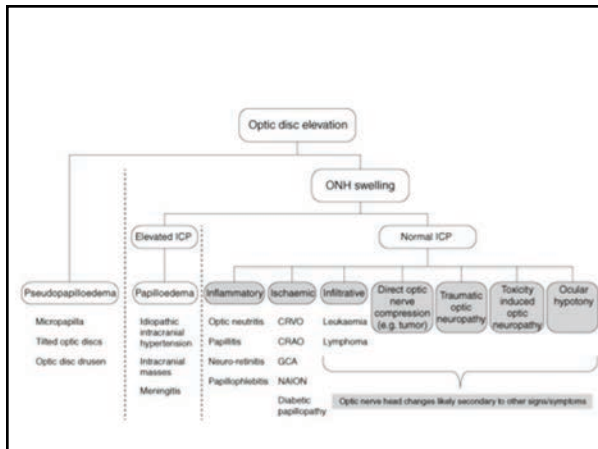 Optic disc elevation
ONH swelling
Elevated ICP
Normal ICP
Pseudopapilloedema
Papilloedema
Inflammatory
Ischaemic
Infiltrative
Direct optic
nerve
compression
(e.g. tumor)
Traumatic
optic
neuropathy
Toxicity
induced optic
neuropathy
Ocular
hypotony
Micropapilla
Tilted optic discs
Optic disc drusen
Idiopathic
intracranial
hypertension
Intracranial
masses
Meningitis
Optic neutritis
Papillitis
Neuro-retinitis
Papillophlebitis
CRVO
CRAO
GCA
NAION
Diabetic
papillopathy
Leukaemia
Lymphoma
Optic nerve head changes likely secondary to other signs/symptoms